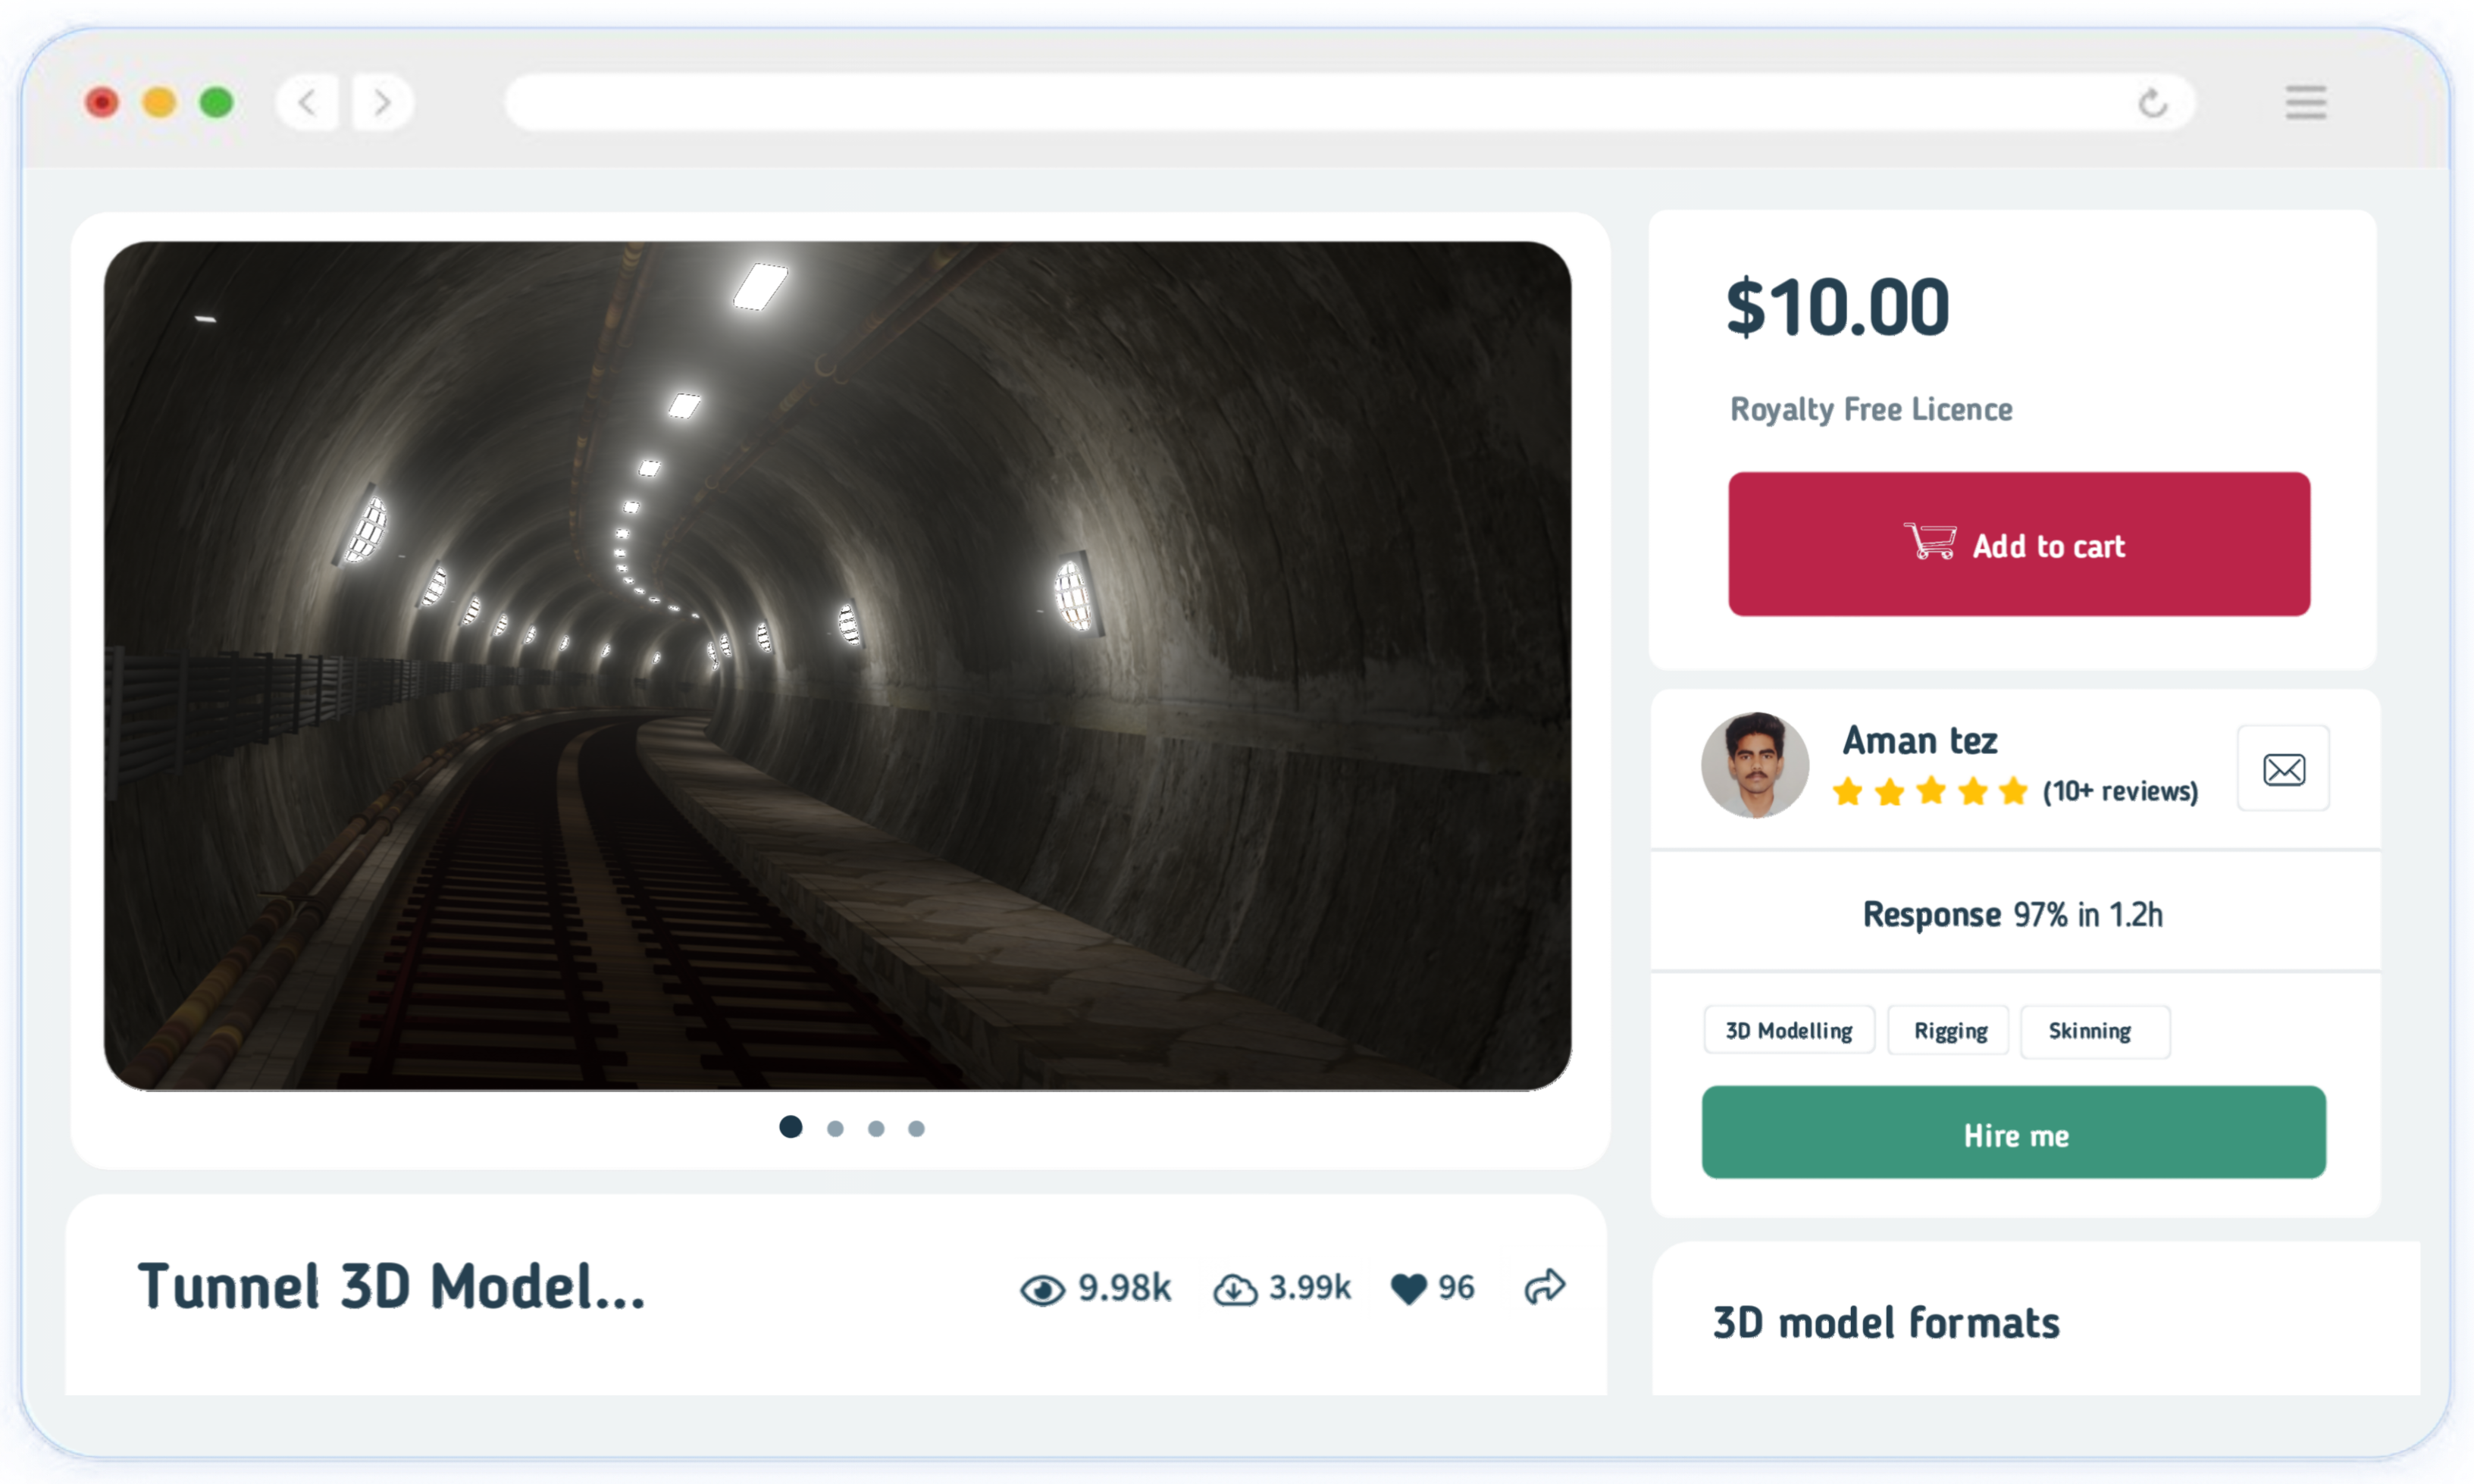 $10.00
Royalty Free Licence
Add to cart
Aman tez
(10+ reviews)
Response 97% in 1.2h
3D Modelling Rigging Skinning
Hire me
Tunnel 3D Model... 9.98k 3.99k 96
3D model formats